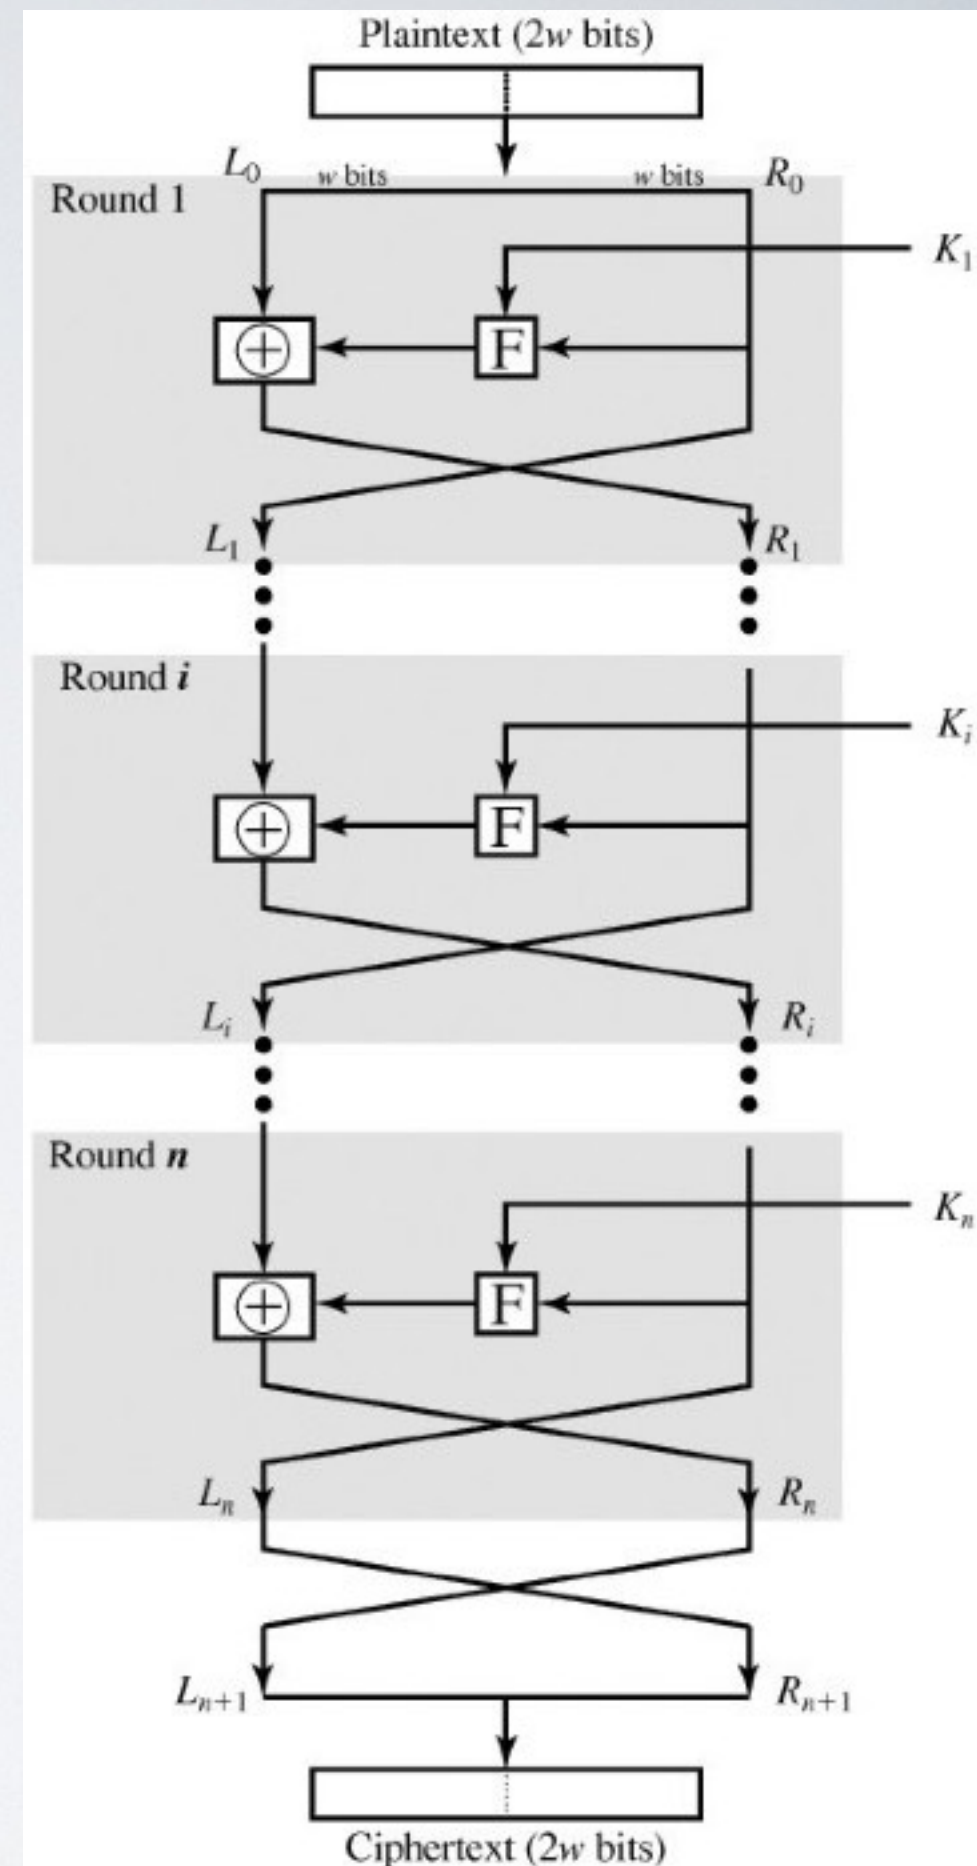 Plaintext (2w bits)
L₀ w bits w bits R₀
Round 1
K₁
⊕ F
L₁ R₁
Round i
Kᵢ
⊕ F
Lᵢ Rᵢ
Round n
Kₙ
⊕ F
Lₙ Rₙ
Lₙ₊₁ Rₙ₊₁
Ciphertext (2w bits)